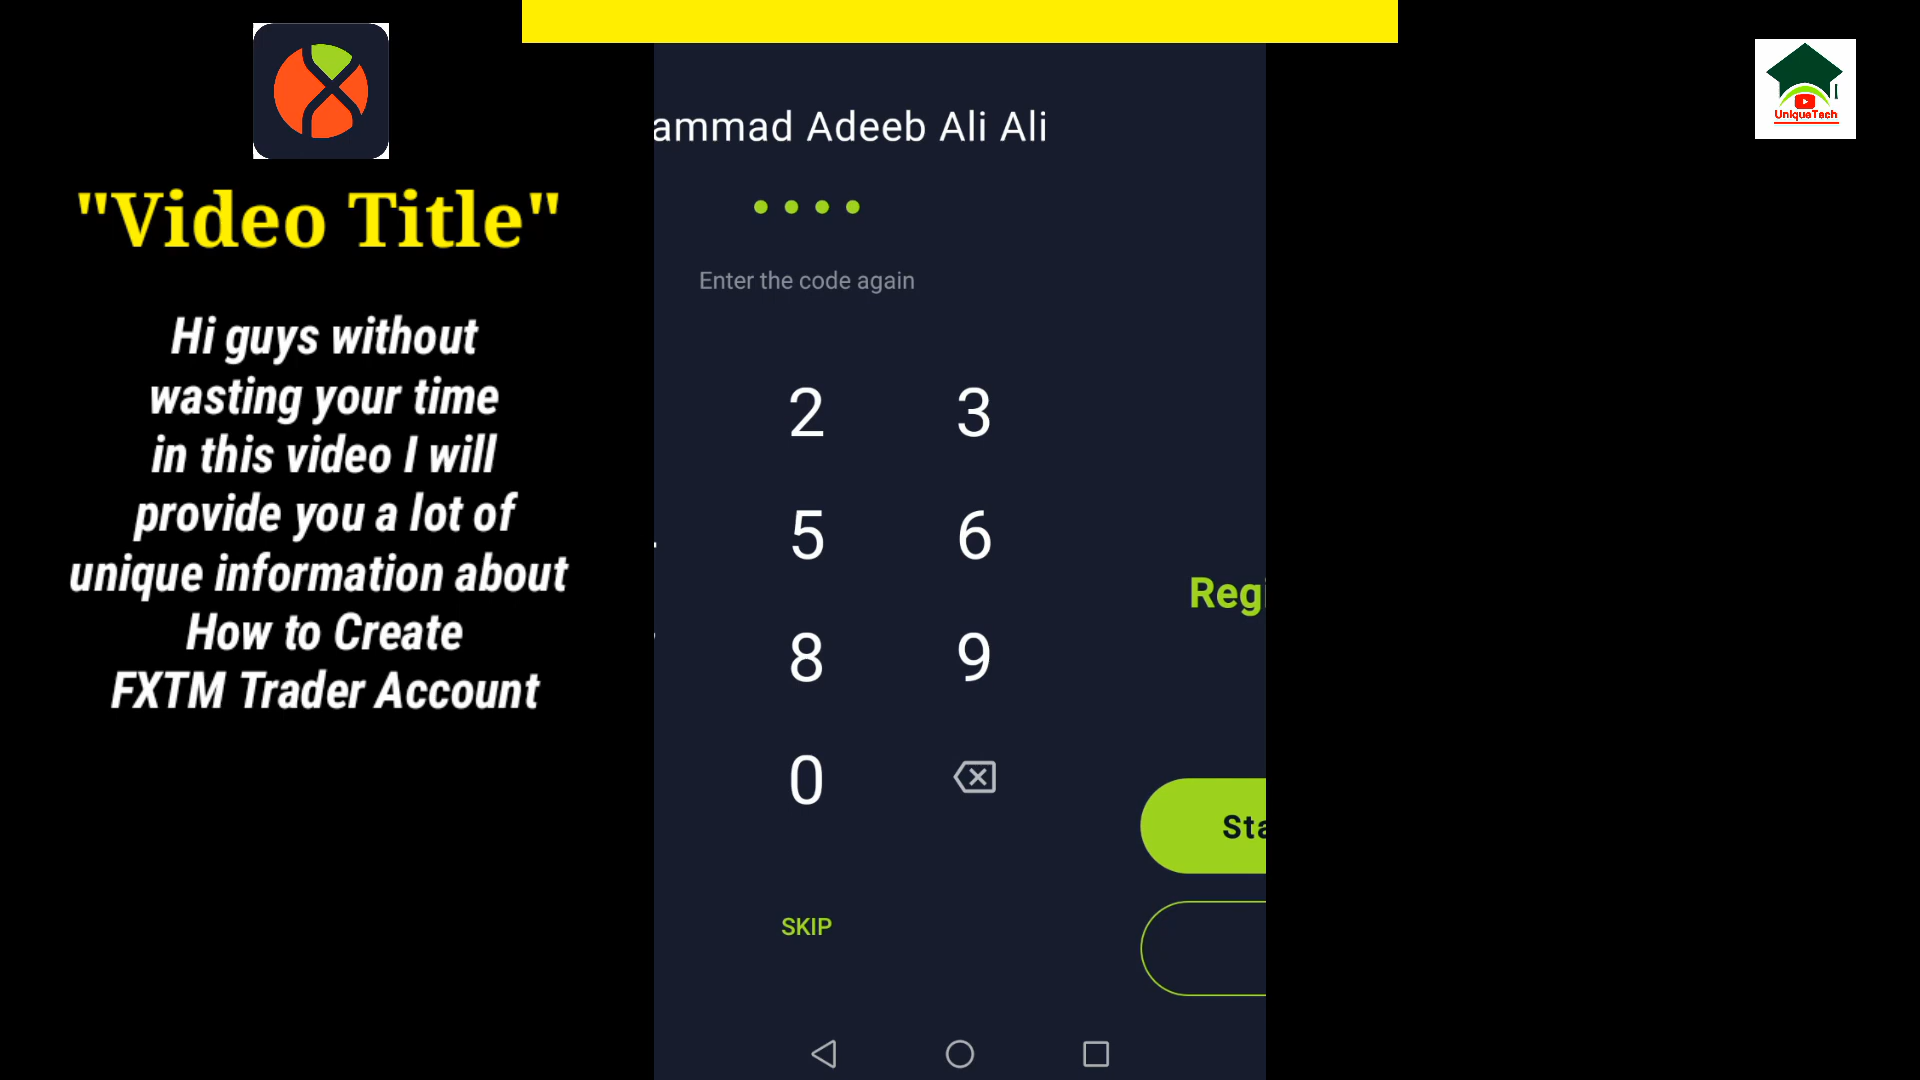 "Video Title"
Hi guys without
wasting your time
in this video I will
provide you a lot of
unique information about
How to Create
FXTM Trader Account
ammad Adeeb Ali Ali
Enter the code again
2 3
5 6
8 9
0
SKIP
Regi
Sta
UniqueTech